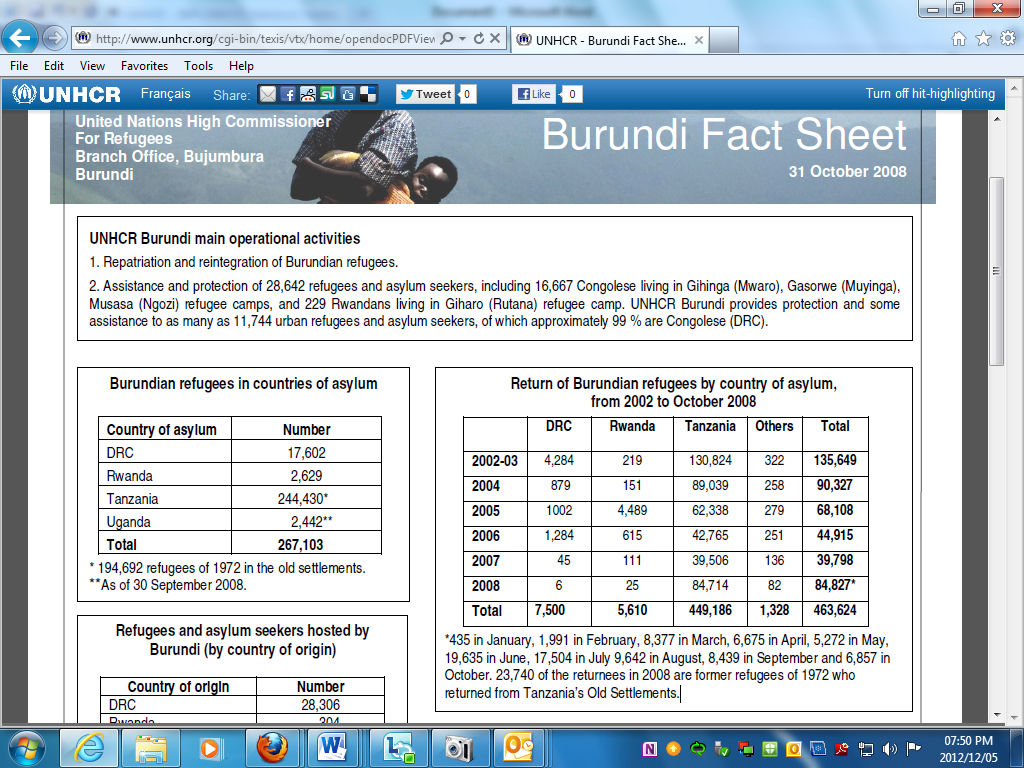 Document1 - Microsoft Word
http://www.unhcr.org/cgi-bin/texis/vtx/home/opendocPDFView
UNHCR - Burundi Fact She...
File Edit View Favorites Tools Help
UNHCR Français Share: Tweet 0 Like 0 Turn off hit-highlighting
United Nations High Commissioner
For Refugees
Branch Office, Bujumbura
Burundi
Burundi Fact Sheet
31 October 2008
UNHCR Burundi main operational activities
1. Repatriation and reintegration of Burundian refugees.
2. Assistance and protection of 28,642 refugees and asylum seekers, including 16,667 Congolese living in Gihinga (Mwaro), Gasorwe (Muyinga),
Musasa (Ngozi) refugee camps, and 229 Rwandans living in Giharo (Rutana) refugee camp. UNHCR Burundi provides protection and some
assistance to as many as 11,744 urban refugees and asylum seekers, of which approximately 99 % are Congolese (DRC).
Burundian refugees in countries of asylum
Country of asylum Number
DRC 17,602
Rwanda 2,629
Tanzania 244,430*
Uganda 2,442**
Total 267,103
* 194,692 refugees of 1972 in the old settlements.
**As of 30 September 2008.
Refugees and asylum seekers hosted by
Burundi (by country of origin)
Country of origin Number
DRC 28,306
Rwanda 304
Return of Burundian refugees by country of asylum,
from 2002 to October 2008
DRC Rwanda Tanzania Others Total
2002-03 4,284 219 130,824 322 135,649
2004 879 151 89,039 258 90,327
2005 1002 4,489 62,338 279 68,108
2006 1,284 615 42,765 251 44,915
2007 45 111 39,506 136 39,798
2008 6 25 84,714 82 84,827*
Total 7,500 5,610 449,186 1,328 463,624
*435 in January, 1,991 in February, 8,377 in March, 6,675 in April, 5,272 in May,
19,635 in June, 17,504 in July 9,642 in August, 8,439 in September and 6,857 in
October. 23,740 of the returnees in 2008 are former refugees of 1972 who
returned from Tanzania's Old Settlements.
07:50 PM
2012/12/05